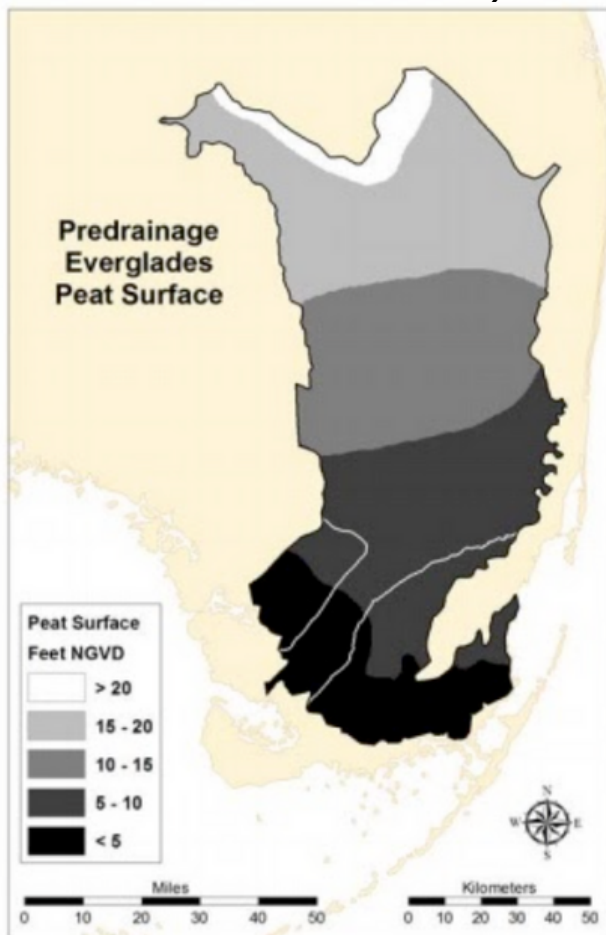 Predrainage
Everglades
Peat Surface
Peat Surface
Feet NGVD
> 20
15 - 20
10 - 15
5 - 10
< 5
N
W E
S
Miles
0 10 20 30 40 50
Kilometers
0 10 20 30 40 50